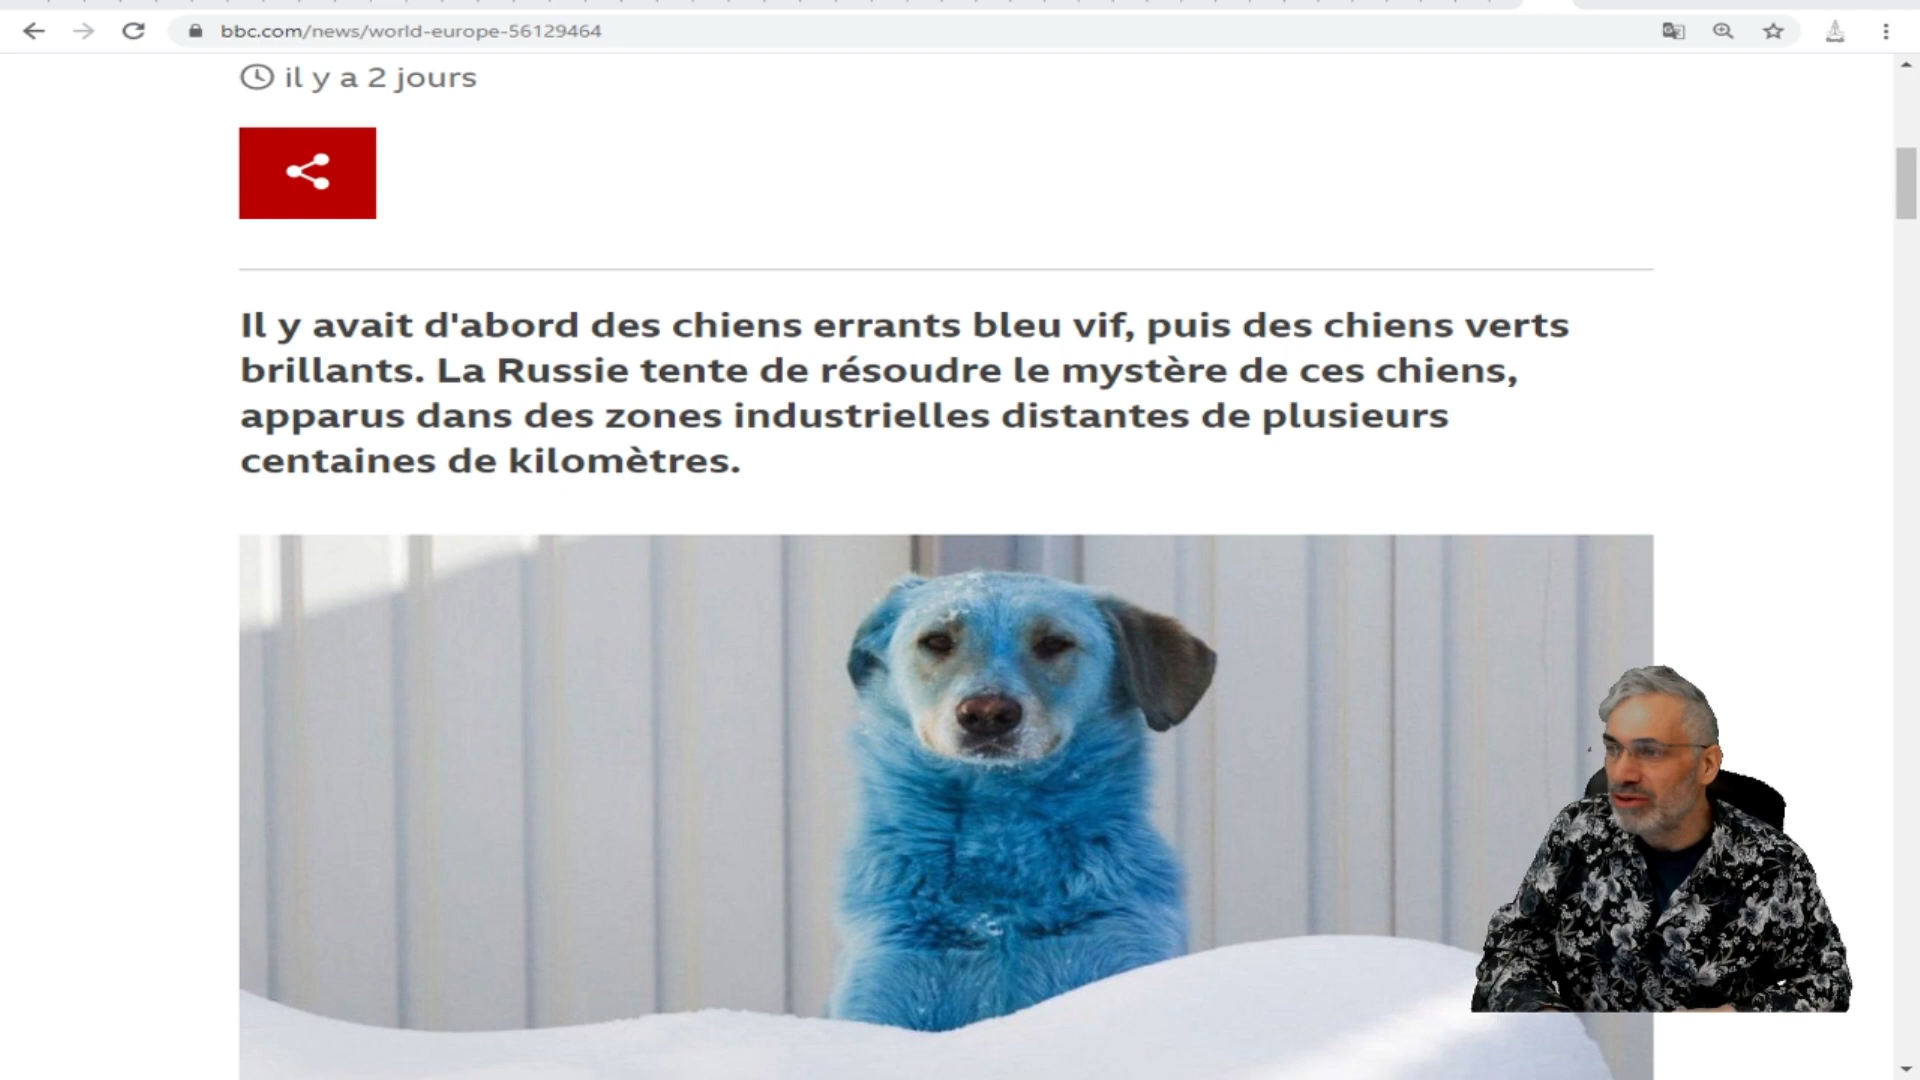 bbc.com/news/world-europe-56129464
il y a 2 jours
Il y avait d'abord des chiens errants bleu vif, puis des chiens verts
brillants. La Russie tente de résoudre le mystère de ces chiens,
apparus dans des zones industrielles distantes de plusieurs
centaines de kilomètres.